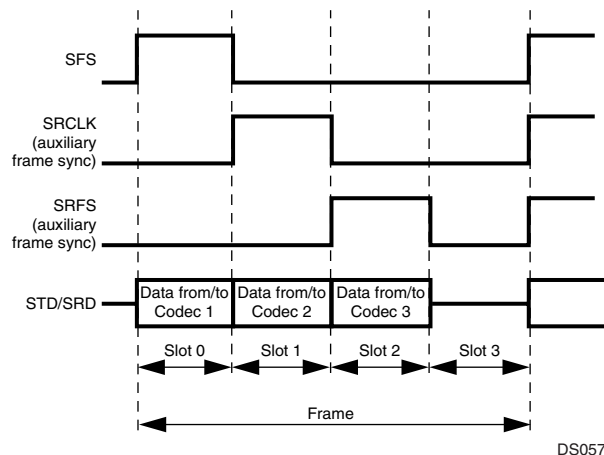 SFS
SRCLK
(auxiliary
frame sync)
SRFS
(auxiliary
frame sync)
STD/SRD
Data from/to
Codec 1
Data from/to
Codec 2
Data from/to
Codec 3
Slot 0
Slot 1
Slot 2
Slot 3
Frame
DS057